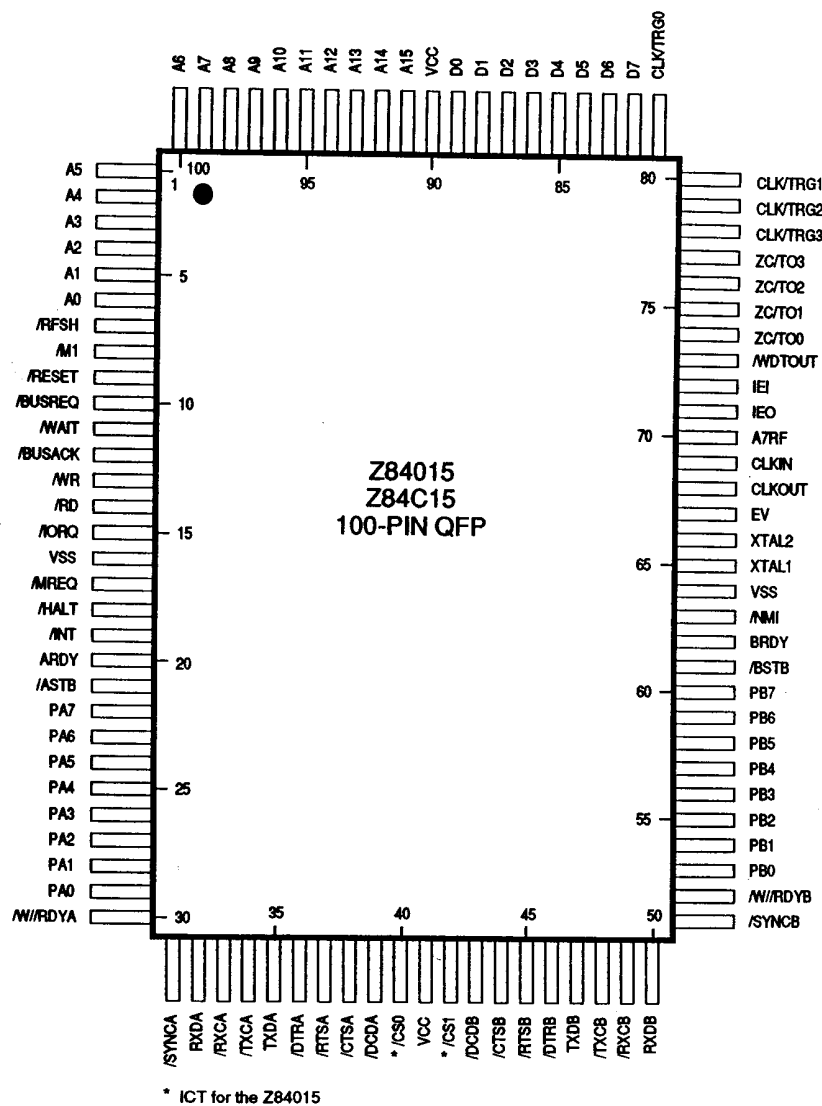 A6
A7
A8
A9
A10
A11
A12
A13
A14
A15
VCC
D0
D1
D2
D3
D4
D5
D6
D7
CLK/TRG0
1
100
95
90
85
80
A5
A4
A3
A2
A1
A0
/RFSH
/M1
/RESET
/BUSREQ
/WAIT
/BUSACK
/WR
/RD
/IORQ
VSS
/MREQ
/HALT
/INT
ARDY
/ASTB
PA7
PA6
PA5
PA4
PA3
PA2
PA1
PA0
/W//RDYA
5
10
15
20
25
30
Z84015
Z84C15
100-PIN QFP
75
70
65
60
55
50
CLK/TRG1
CLK/TRG2
CLK/TRG3
ZC/TO3
ZC/TO2
ZC/TO1
ZC/TO0
/WDTOUT
IEI
IEO
A7RF
CLKIN
CLKOUT
EV
XTAL2
XTAL1
VSS
/NMI
BRDY
/BSTB
PB7
PB6
PB5
PB4
PB3
PB2
PB1
PB0
/W//RDYB
/SYNCB
35
40
45
/SYNCA
RXDA
/RXCA
/TXCA
TXDA
/DTRA
/RTSA
/CTSA
/DCDA
* /CS0
VCC
* /CS1
/DCDB
/CTSB
/RTSB
/DTRB
TXDB
/TXCB
/RXCB
RXDB
* ICT for the Z84015